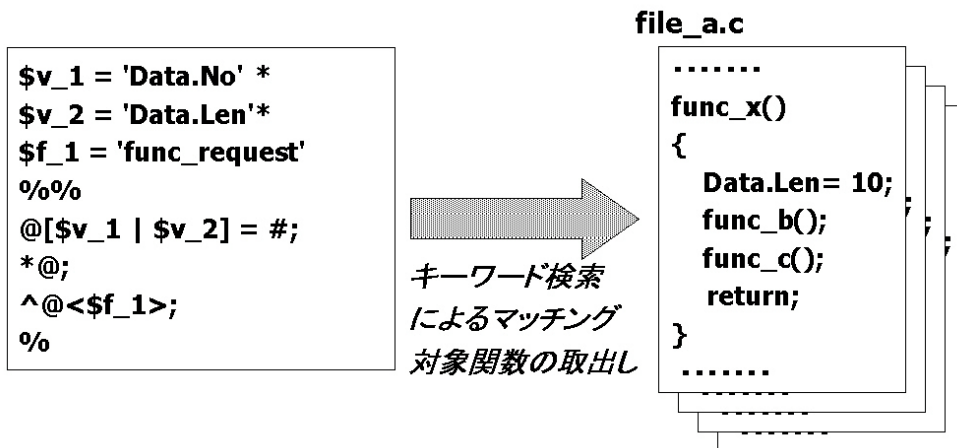 $v_1 = 'Data.No' *
$v_2 = 'Data.Len'*
$f_1 = 'func_request'
%%
@[$v_1 | $v_2] = #;
*@;
^@<$f_1>;
%
キーワード検索
によるマッチング
対象関数の取出し
file_a.c
.......
func_x()
{
Data.Len= 10;
func_b();
func_c();
return;
}
.......
;
;
;
.......
.......
.......